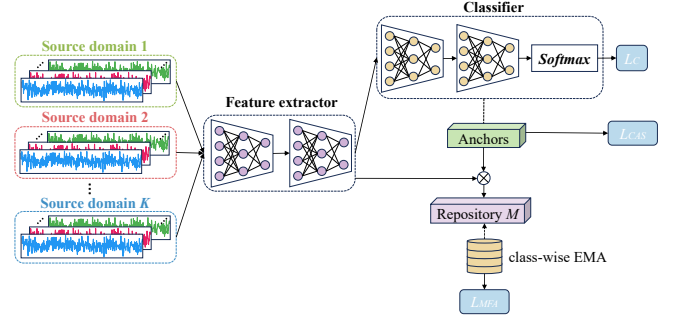 Classifier
Source domain 1
Softmax
L_C
Feature extractor
Source domain 2
Anchors
L_CAS
⋮
Source domain K
Repository M
class-wise EMA
L_MFA